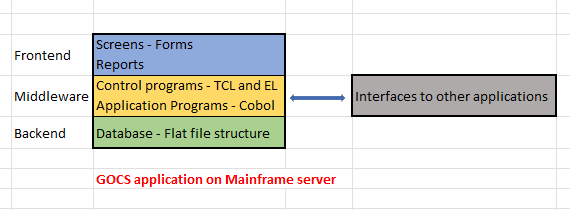 Frontend
Screens - Forms
Reports
Middleware
Control programs - TCL and EL
Application Programs - Cobol
Interfaces to other applications
Backend
Database - Flat file structure
GOCS application on Mainframe server